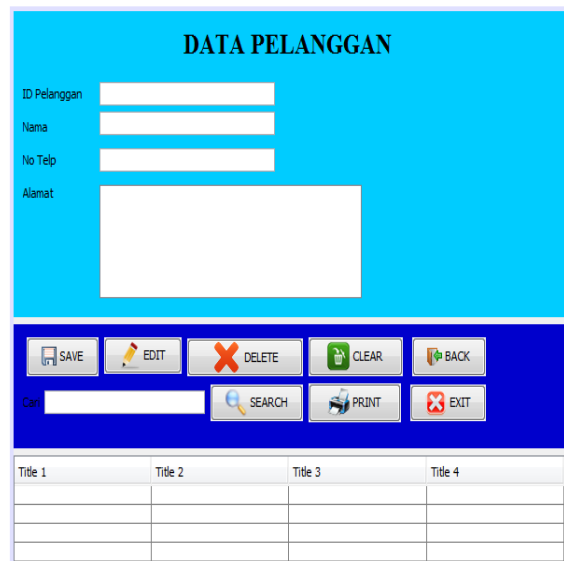 DATA PELANGGAN
ID Pelanggan
Nama
No Telp
Alamat
SAVE EDIT DELETE CLEAR BACK
Cari SEARCH PRINT EXIT
Title 1 Title 2 Title 3 Title 4